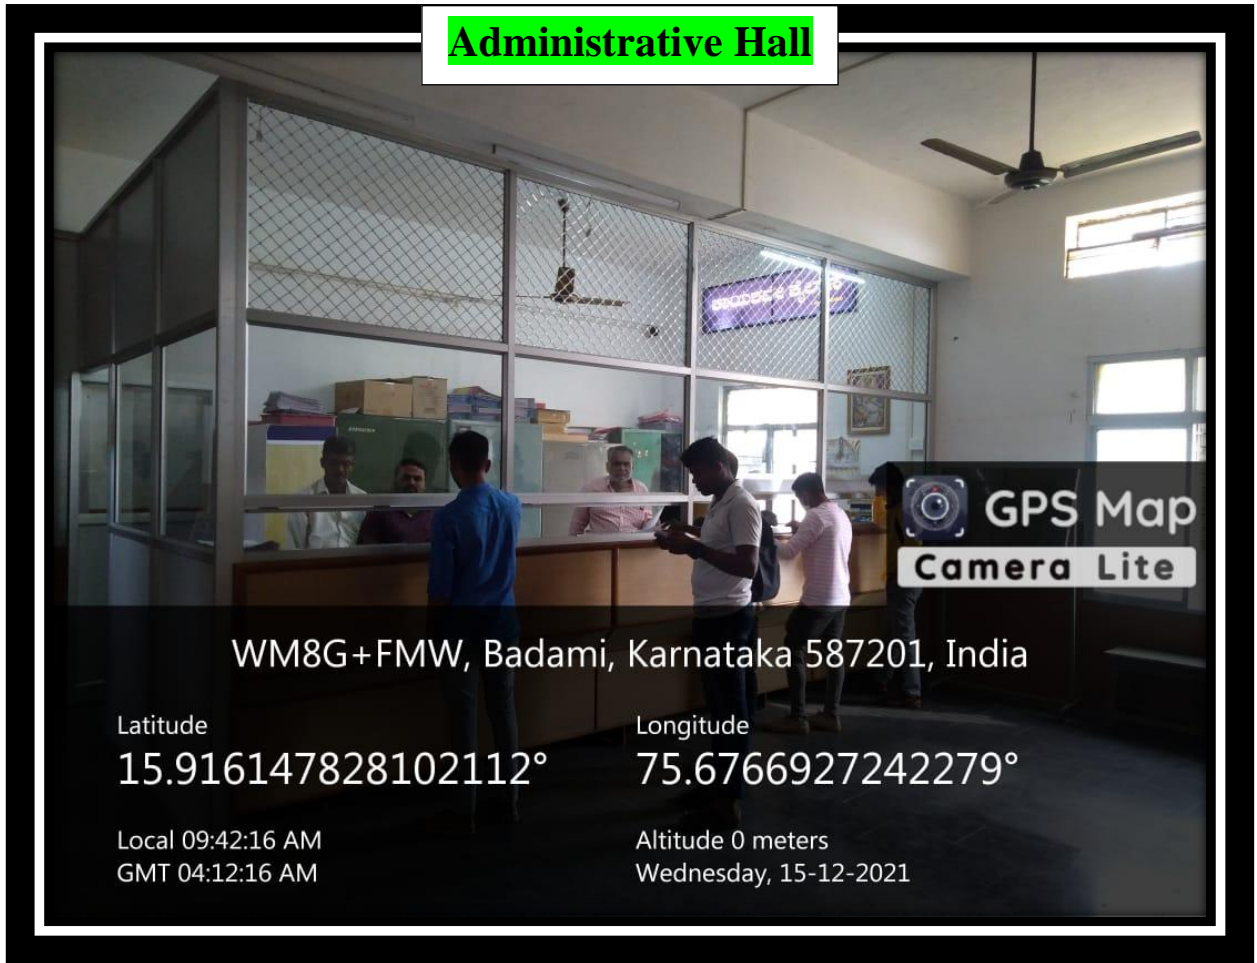 Administrative Hall
GPS Map
Camera Lite
WM8G+FMW, Badami, Karnataka 587201, India
Latitude
15.916147828102112°
Longitude
75.6766927242279°
Local 09:42:16 AM
GMT 04:12:16 AM
Altitude 0 meters
Wednesday, 15-12-2021